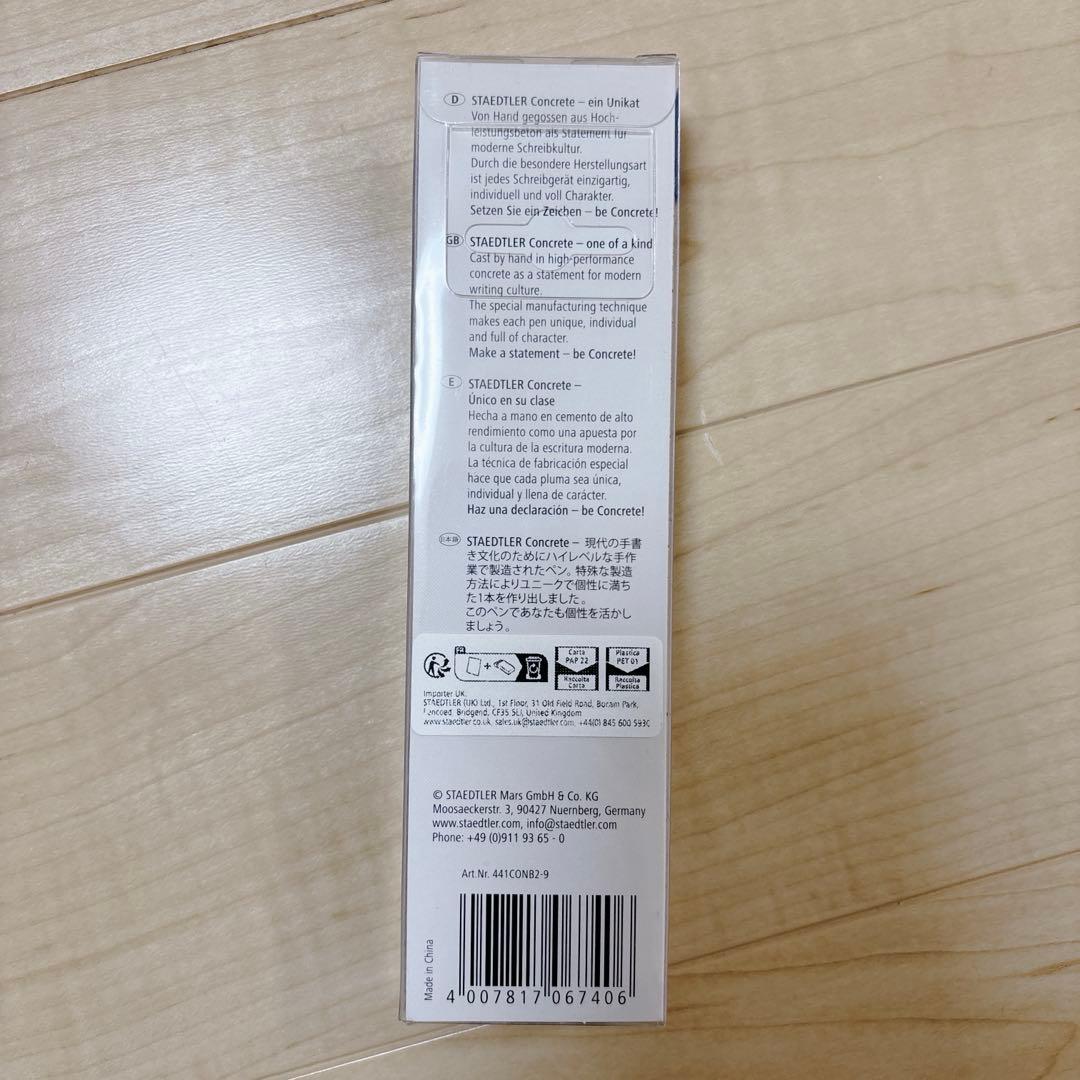 D STAEDTLER Concrete – ein Unikat
Von Hand gegossen aus Hoch-
leistungsbeton als Statement für
moderne Schreibkultur.
Durch die besondere Herstellungsart
ist jedes Schreibgerät einzigartig,
individuell und voll Charakter.
Setzen Sie ein Zeichen – be Concrete!
GB STAEDTLER Concrete – one of a kind
Cast by hand in high-performance
concrete as a statement for modern
writing culture.
The special manufacturing technique
makes each pen unique, individual
and full of character.
Make a statement – be Concrete!
E STAEDTLER Concrete –
Único en su clase
Hecha a mano en cemento de alto
rendimiento como una apuesta por
la cultura de la escritura moderna.
La técnica de fabricación especial
hace que cada pluma sea única,
individual y llena de carácter.
Haz una declaración – be Concrete!
日本語 STAEDTLER Concrete – 現代の手書
き文化のためにハイレベルな手作
業で製造されたペン。特殊な製造
方法によりユニークで個性に満ち
た1本を作り出しました。
このペンであなたも個性を活かし
ましょう。
FR
+
Carta
PAP 22
Raccolta
Carta
Plastica
PET 01
Raccolta
Plastica
Importer UK:
STAEDTLER (UK) Ltd., 1st Floor, 31 Old Field Road, Bocam Park,
Pencoed, Bridgend, CF35 5LJ, United Kingdom
www.staedtler.co.uk, sales.uk@staedtler.com, +44(0) 845 600 5930
© STAEDTLER Mars GmbH & Co. KG
Moosaeckerstr. 3, 90427 Nuernberg, Germany
www.staedtler.com, info@staedtler.com
Phone: +49 (0)911 93 65 - 0
Art.Nr. 441CONB2-9
Made in China
4 007817 067406